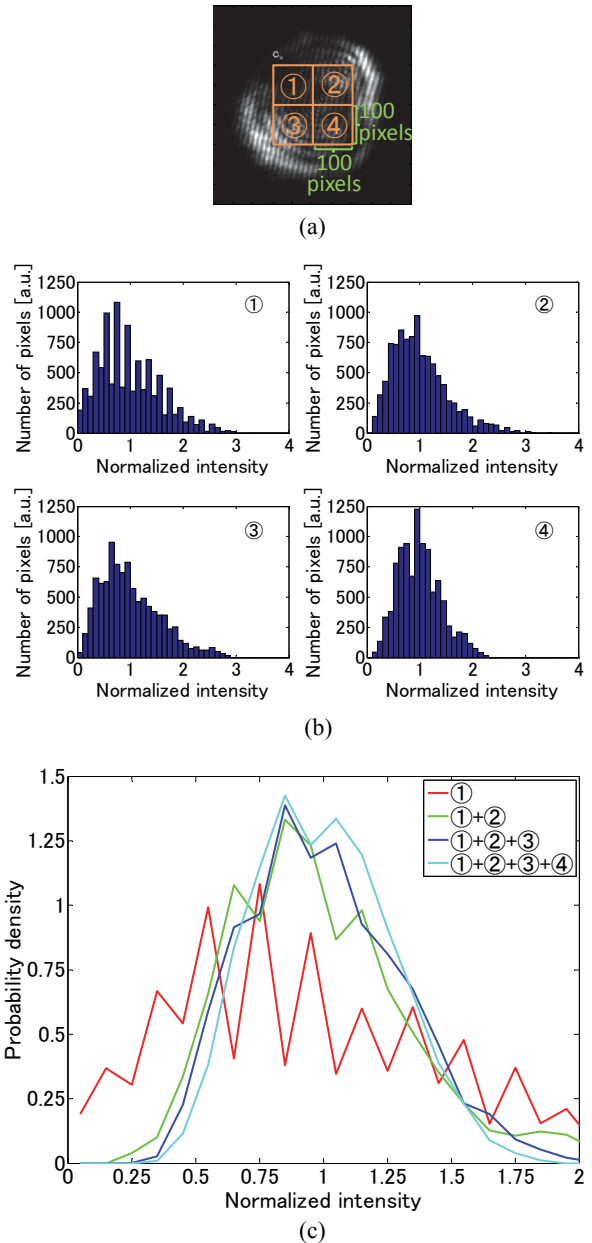 ① ②
③ ④
100
pixels
100
pixels
(a)
Number of pixels [a.u.]
1250
1000
750
500
250
0
0 1 2 3 4
Normalized intensity
①
Number of pixels [a.u.]
1250
1000
750
500
250
0
0 1 2 3 4
Normalized intensity
②
Number of pixels [a.u.]
1250
1000
750
500
250
0
0 1 2 3 4
Normalized intensity
③
Number of pixels [a.u.]
1250
1000
750
500
250
0
0 1 2 3 4
Normalized intensity
④
(b)
Probability density
1.5
1.25
1
0.75
0.5
0.25
0
0 0.25 0.5 0.75 1 1.25 1.5 1.75 2
Normalized intensity
①
①+②
①+②+③
①+②+③+④
(c)